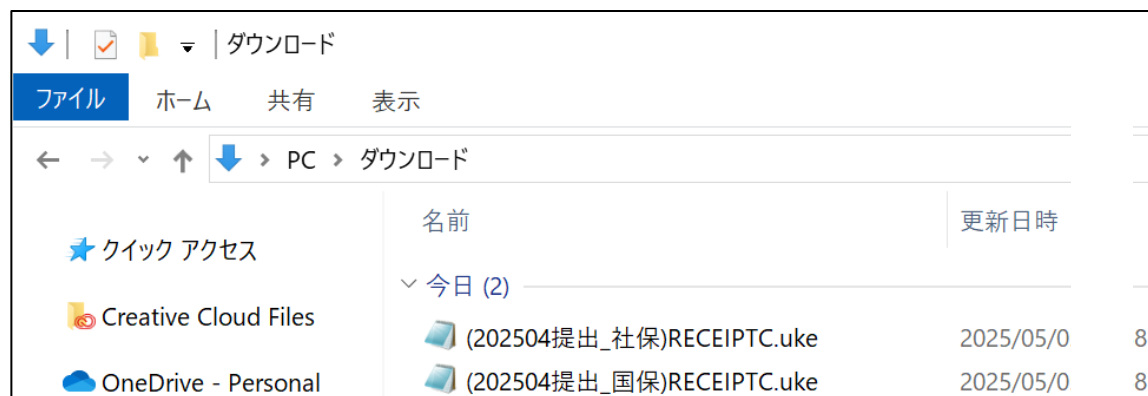 ダウンロード
ファイル ホーム 共有 表示
PC ダウンロード
名前 更新日時
クイック アクセス
今日 (2)
Creative Cloud Files
(202504提出_社保)RECEIPTC.uke 2025/05/0 8
OneDrive - Personal
(202504提出_国保)RECEIPTC.uke 2025/05/0 8